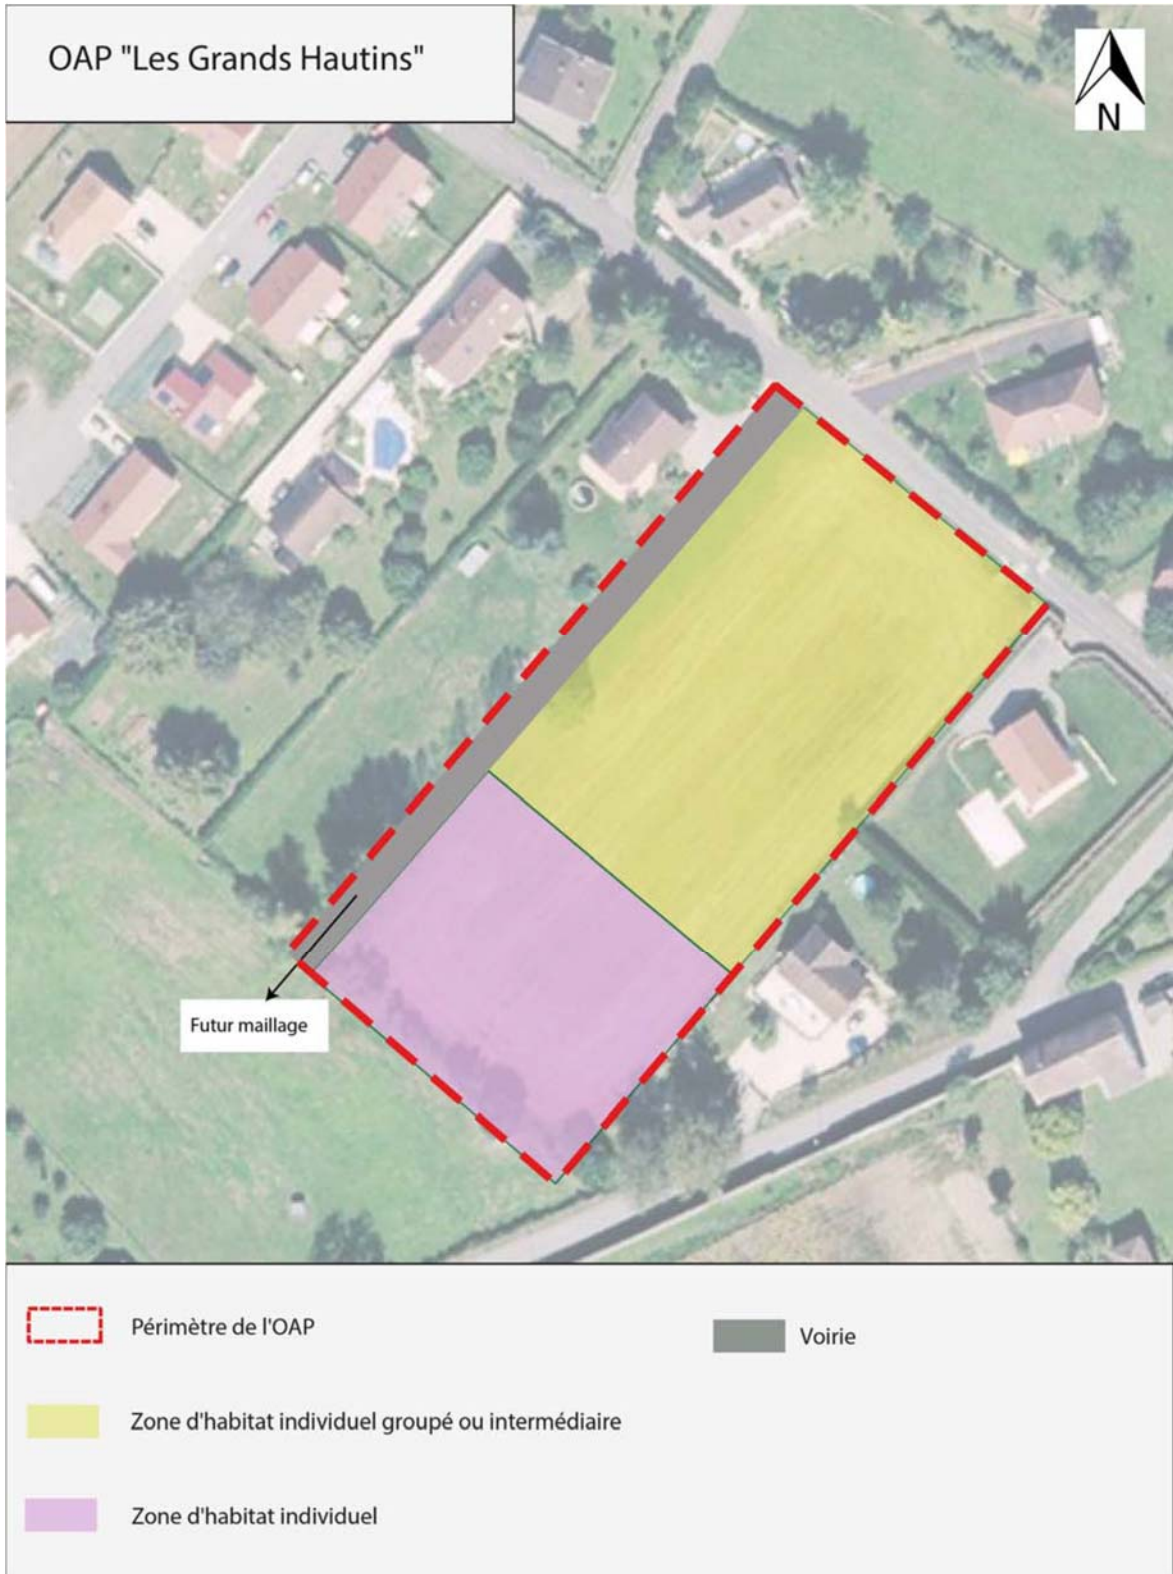 OAP "Les Grands Hautins"
N
Futur maillage
Périmètre de l'OAP
Voirie
Zone d'habitat individuel groupé ou intermédiaire
Zone d'habitat individuel